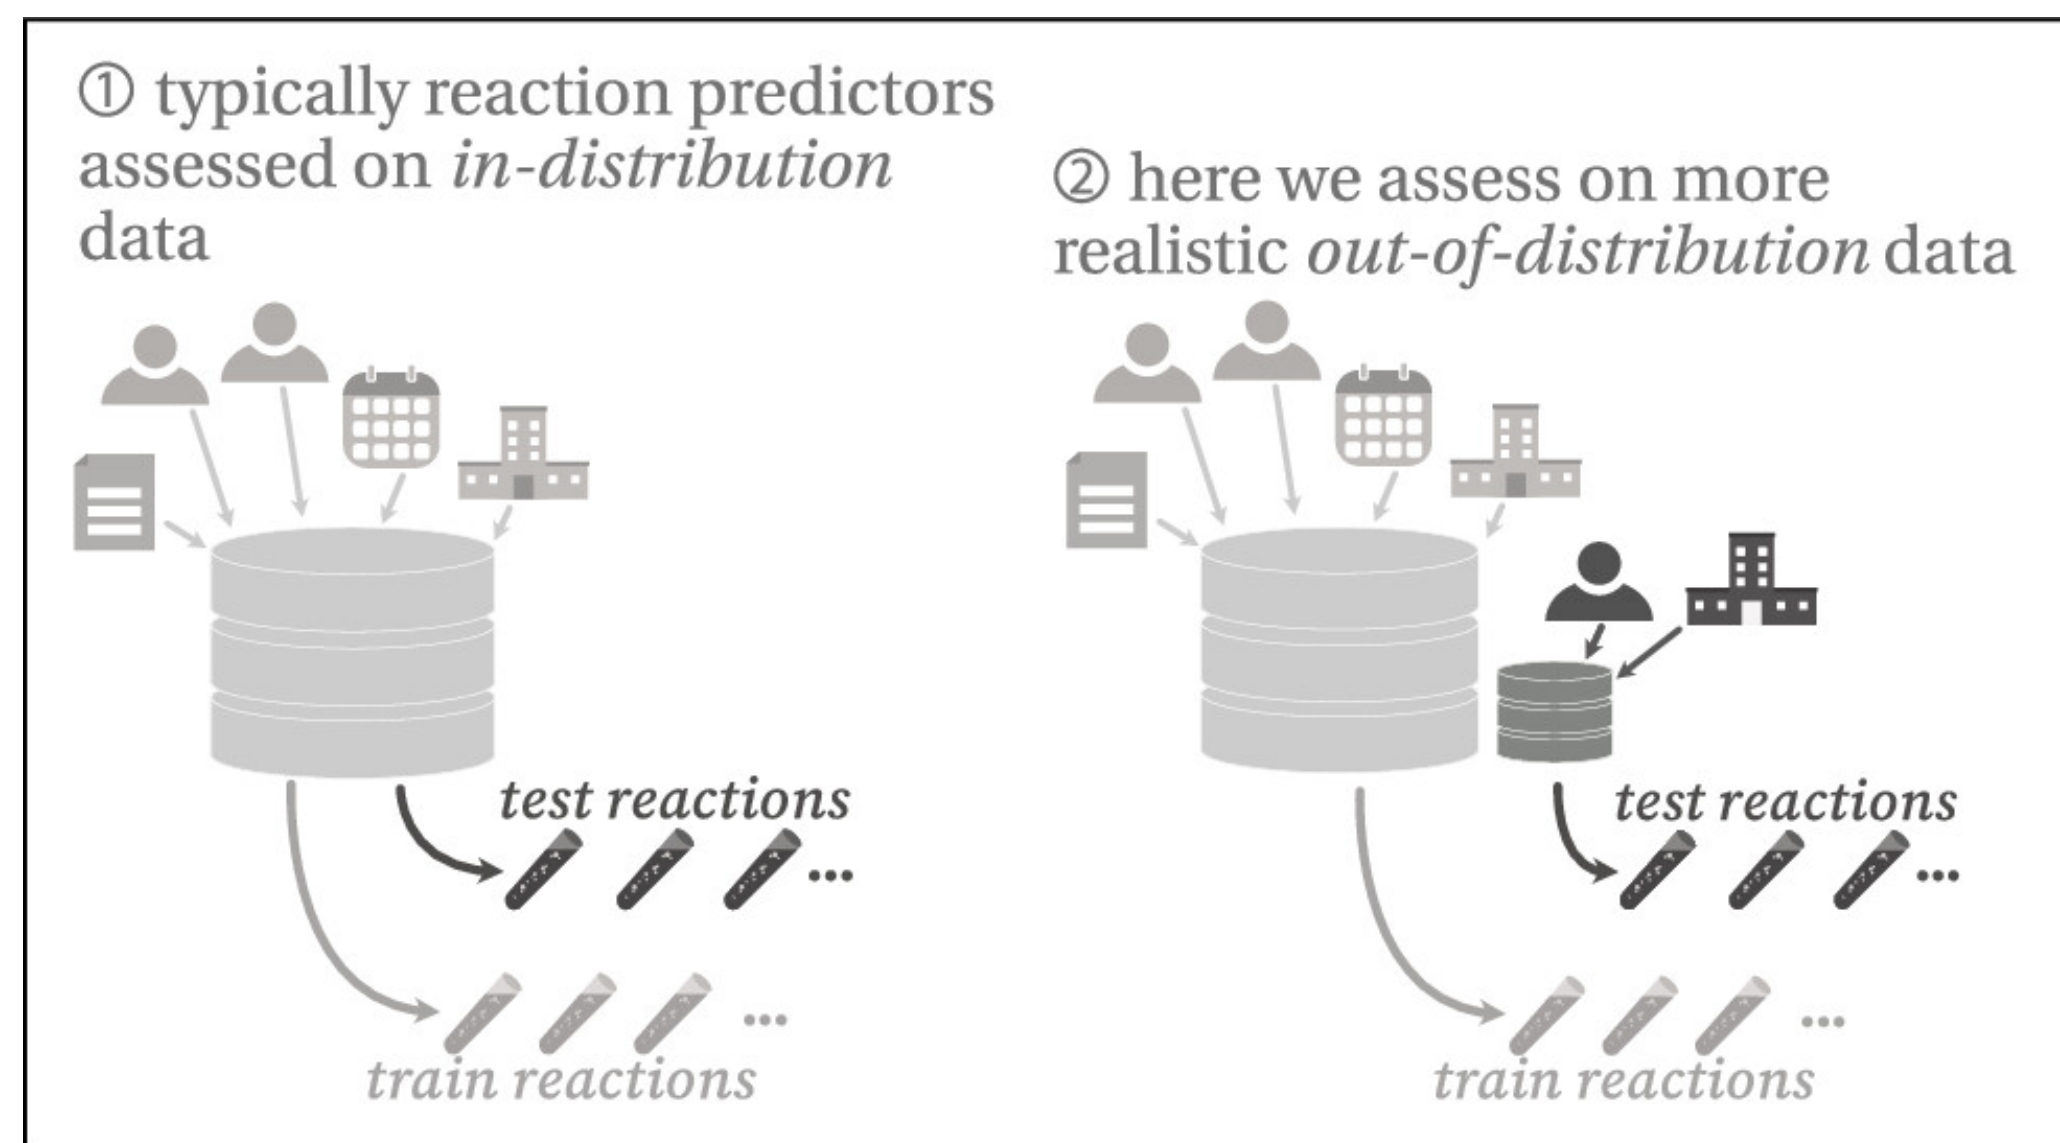 ① typically reaction predictors
assessed on in-distribution
data
② here we assess on more
realistic out-of-distribution data
test reactions
...
train reactions
...
test reactions
...
train reactions
...